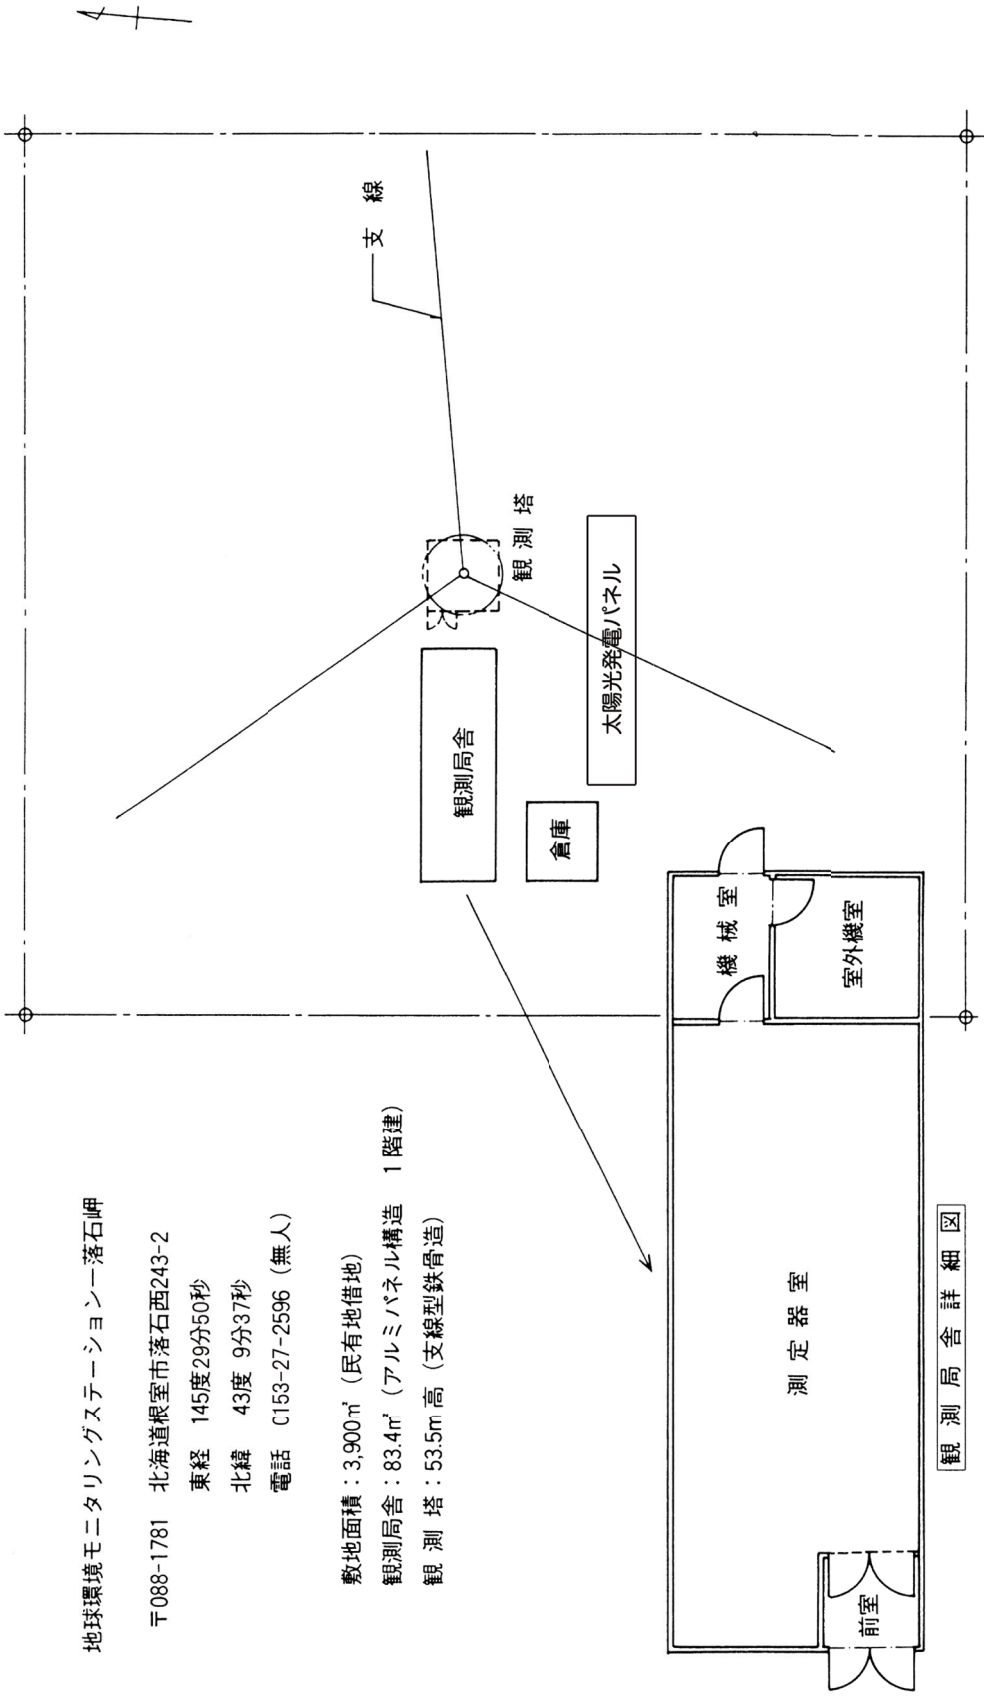 地球環境モニタリングステーション―落石岬
〒088-1781 北海道根室市落石西243-2
東経 145度29分50秒
北緯 43度 9分37秒
電話 0153-27-2596（無人）
敷地面積：3,900㎡（民有地借地）
観測局舎：83.4㎡（アルミパネル構造 1階建）
観 測 塔：53.5m高（支線型鉄骨造）
支 線
観 測 塔
観測局舎
太陽光発電パネル
倉庫
機 械 室
室外機室
測 定 器 室
前室
観 測 局 舎 詳 細 図